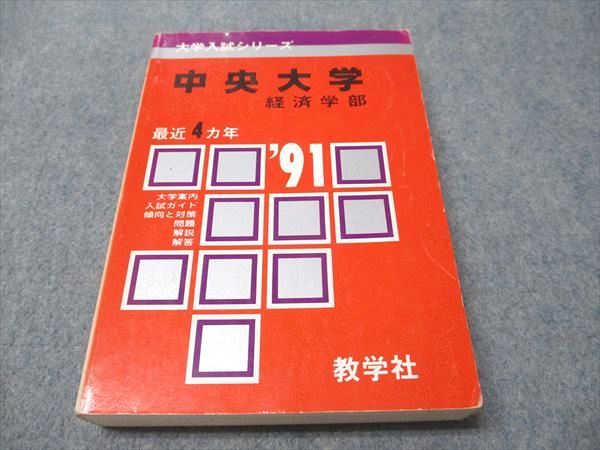 大学入試シリーズ
中央大学
経済学部
最近4カ年
'91
大学案内
入試ガイド
傾向と対策
問題
解説
解答
教学社